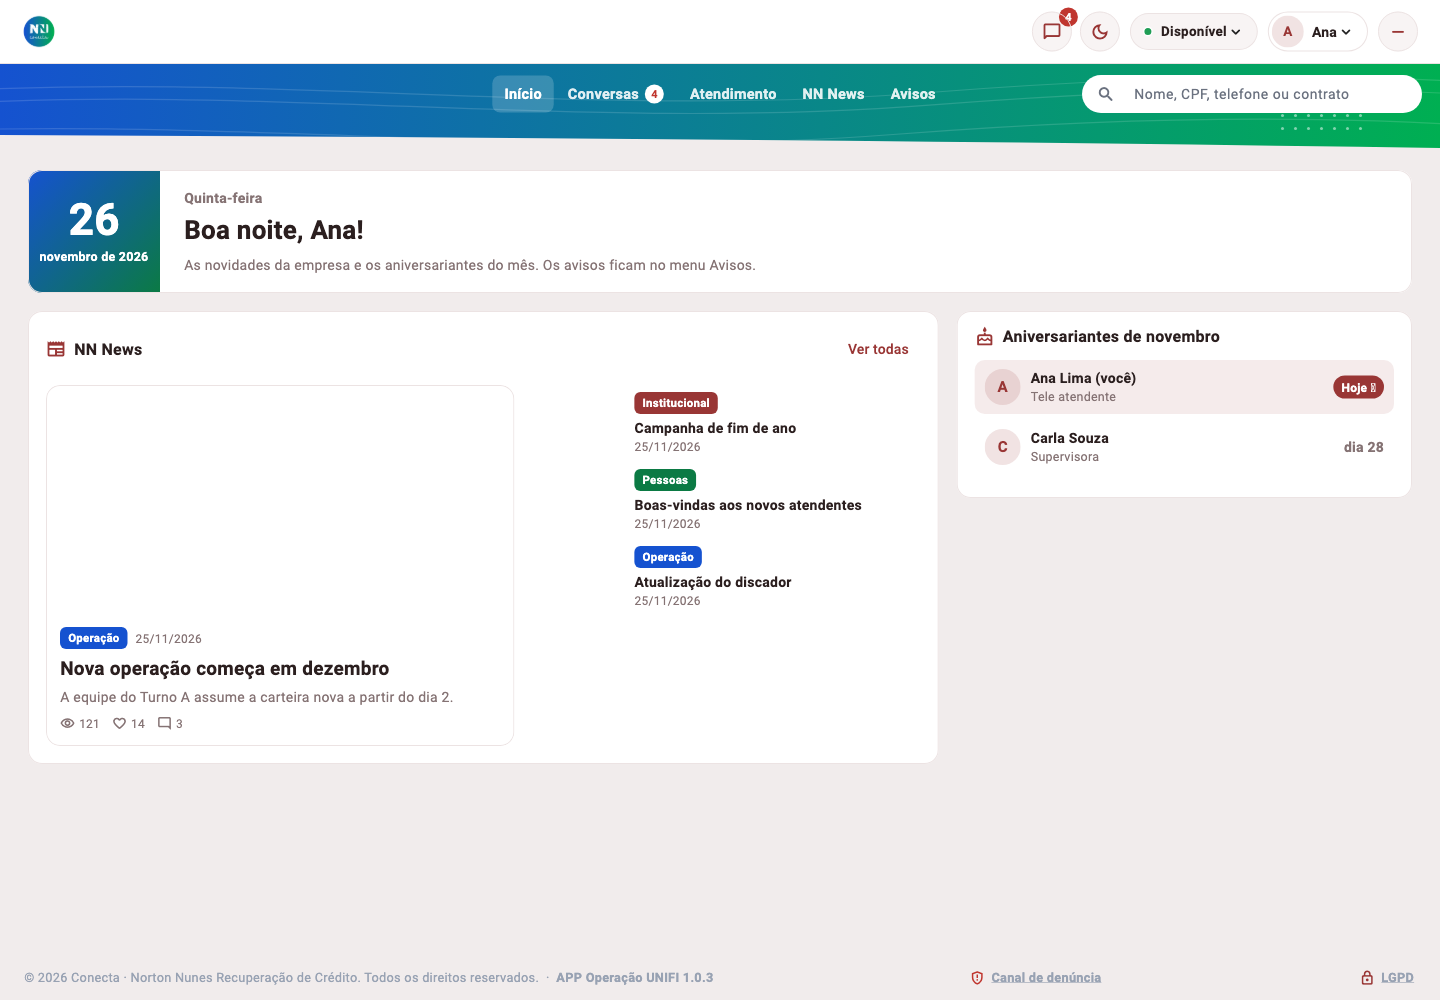 NN
4
Disponível
A
Ana
Início
Conversas
4
Atendimento
NN News
Avisos
Nome, CPF, telefone ou contrato
26
novembro de 2026
Quinta-feira
Boa noite, Ana!
As novidades da empresa e os aniversariantes do mês. Os avisos ficam no menu Avisos.
NN News
Ver todas
Operação
25/11/2026
Nova operação começa em dezembro
A equipe do Turno A assume a carteira nova a partir do dia 2.
121
14
3
Institucional
Campanha de fim de ano
25/11/2026
Pessoas
Boas-vindas aos novos atendentes
25/11/2026
Operação
Atualização do discador
25/11/2026
Aniversariantes de novembro
A
Ana Lima (você)
Tele atendente
Hoje
C
Carla Souza
Supervisora
dia 28
© 2026 Conecta · Norton Nunes Recuperação de Crédito. Todos os direitos reservados. · APP Operação UNIFI 1.0.3
Canal de denúncia
LGPD